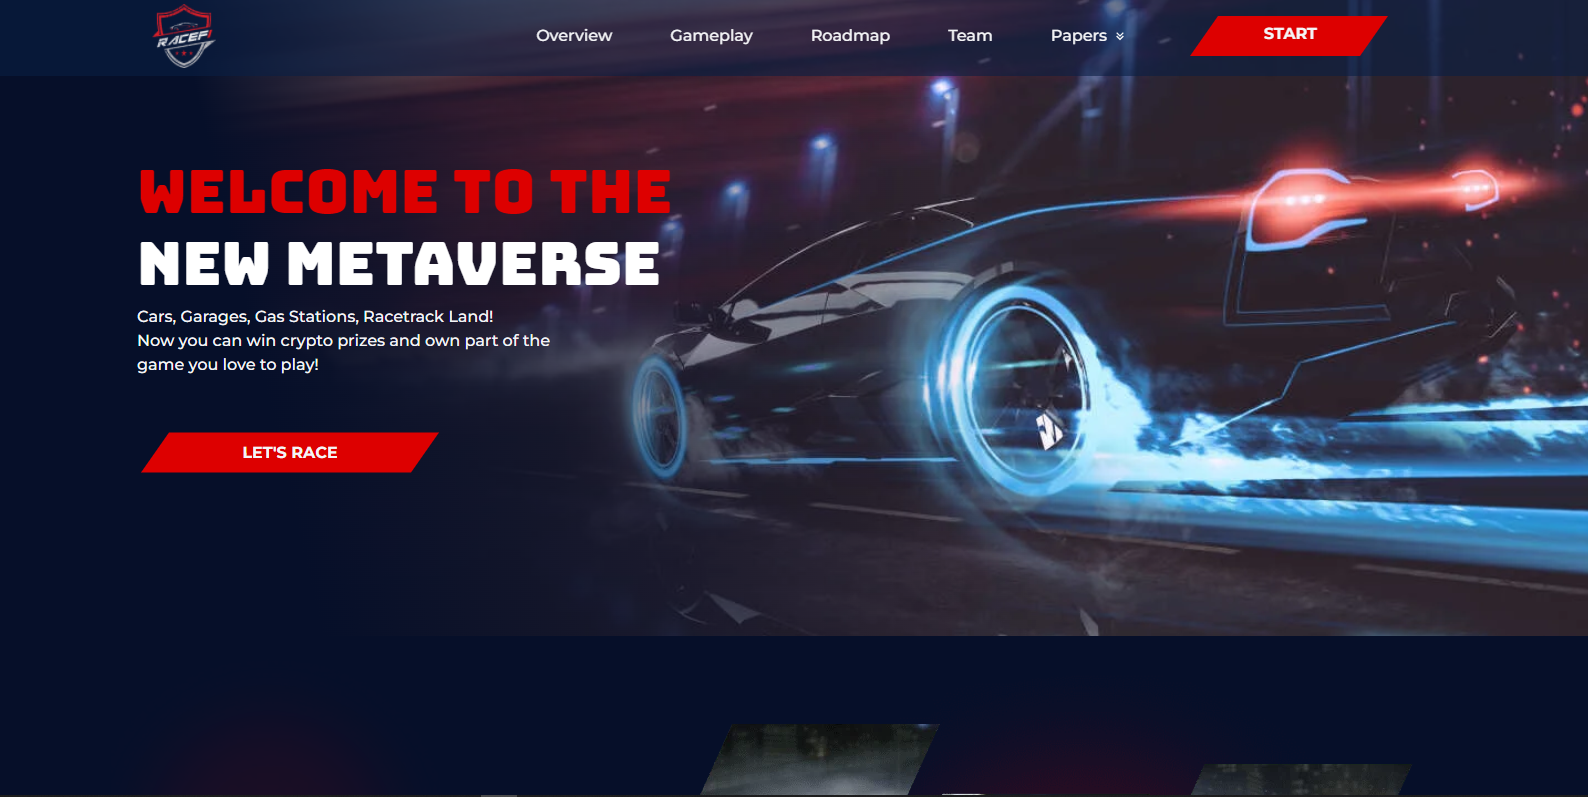 RACEFI
Overview
Gameplay
Roadmap
Team
Papers
START
WELCOME TO THE
NEW METAVERSE
Cars, Garages, Gas Stations, Racetrack Land!
Now you can win crypto prizes and own part of the
game you love to play!
LET'S RACE